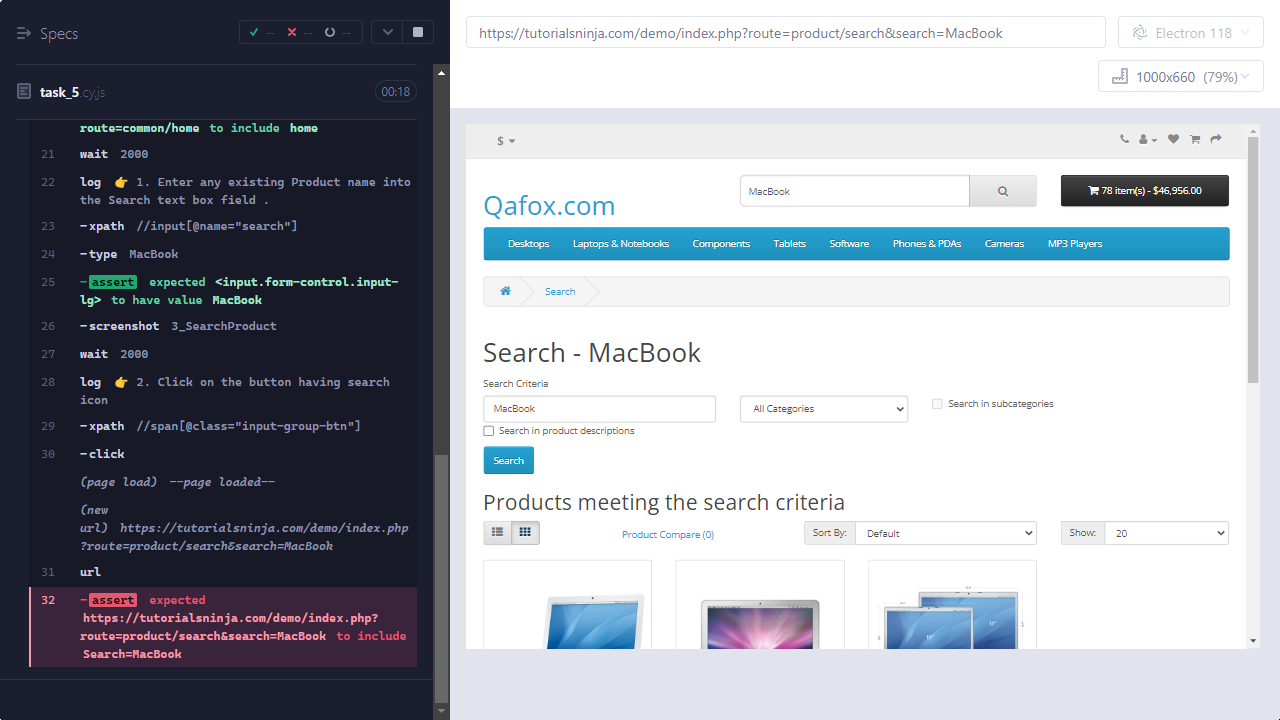 Specs
--
--
--
task_5.cy.js
00:18
route=common/home to include home
21 wait 2000
22 log 👉 1. Enter any existing Product name into
the Search text box field .
23 -xpath //input[@name="search"]
24 -type MacBook
25 -assert expected <input.form-control.input-
lg> to have value MacBook
26 -screenshot 3_SearchProduct
27 wait 2000
28 log 👉 2. Click on the button having search
icon
29 -xpath //span[@class="input-group-btn"]
30 -click
(page load) --page loaded--
(new
url) https://tutorialsninja.com/demo/index.php
?route=product/search&search=MacBook
31 url
32 -assert expected
https://tutorialsninja.com/demo/index.php?
route=product/search&search=MacBook to include
Search=MacBook
https://tutorialsninja.com/demo/index.php?route=product/search&search=MacBook
Electron 118
1000x660 (79%)
$
Qafox.com
MacBook
78 item(s) - $46,956.00
Desktops Laptops & Notebooks Components Tablets Software Phones & PDAs Cameras MP3 Players
Search
Search - MacBook
Search Criteria
MacBook
All Categories
Search in subcategories
Search in product descriptions
Search
Products meeting the search criteria
Product Compare (0)
Sort By: Default
Show: 20